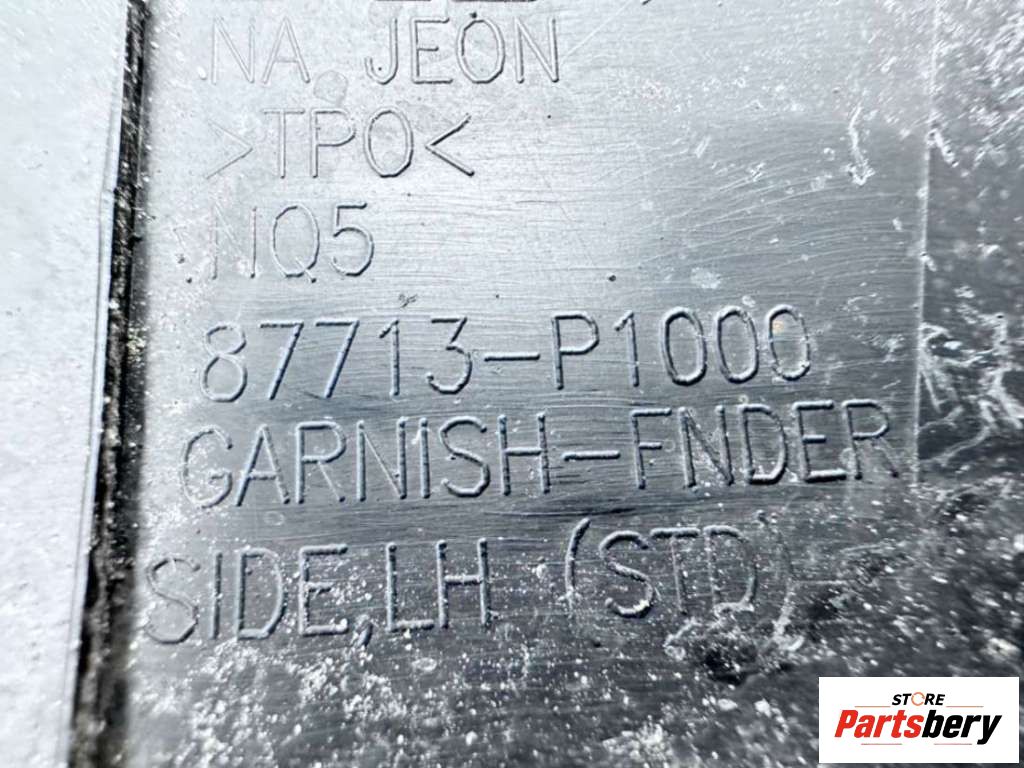 NA JEON
>TPO<
NQ5
87713-P1000
GARNISH-FNDER
SIDE,LH (STD)
STORE
Partsbery